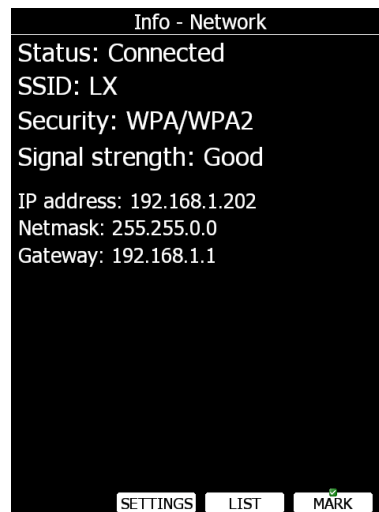 Info - Network
Status: Connected
SSID: LX
Security: WPA/WPA2
Signal strength: Good
IP address: 192.168.1.202
Netmask: 255.255.0.0
Gateway: 192.168.1.1
SETTINGS LIST MARK